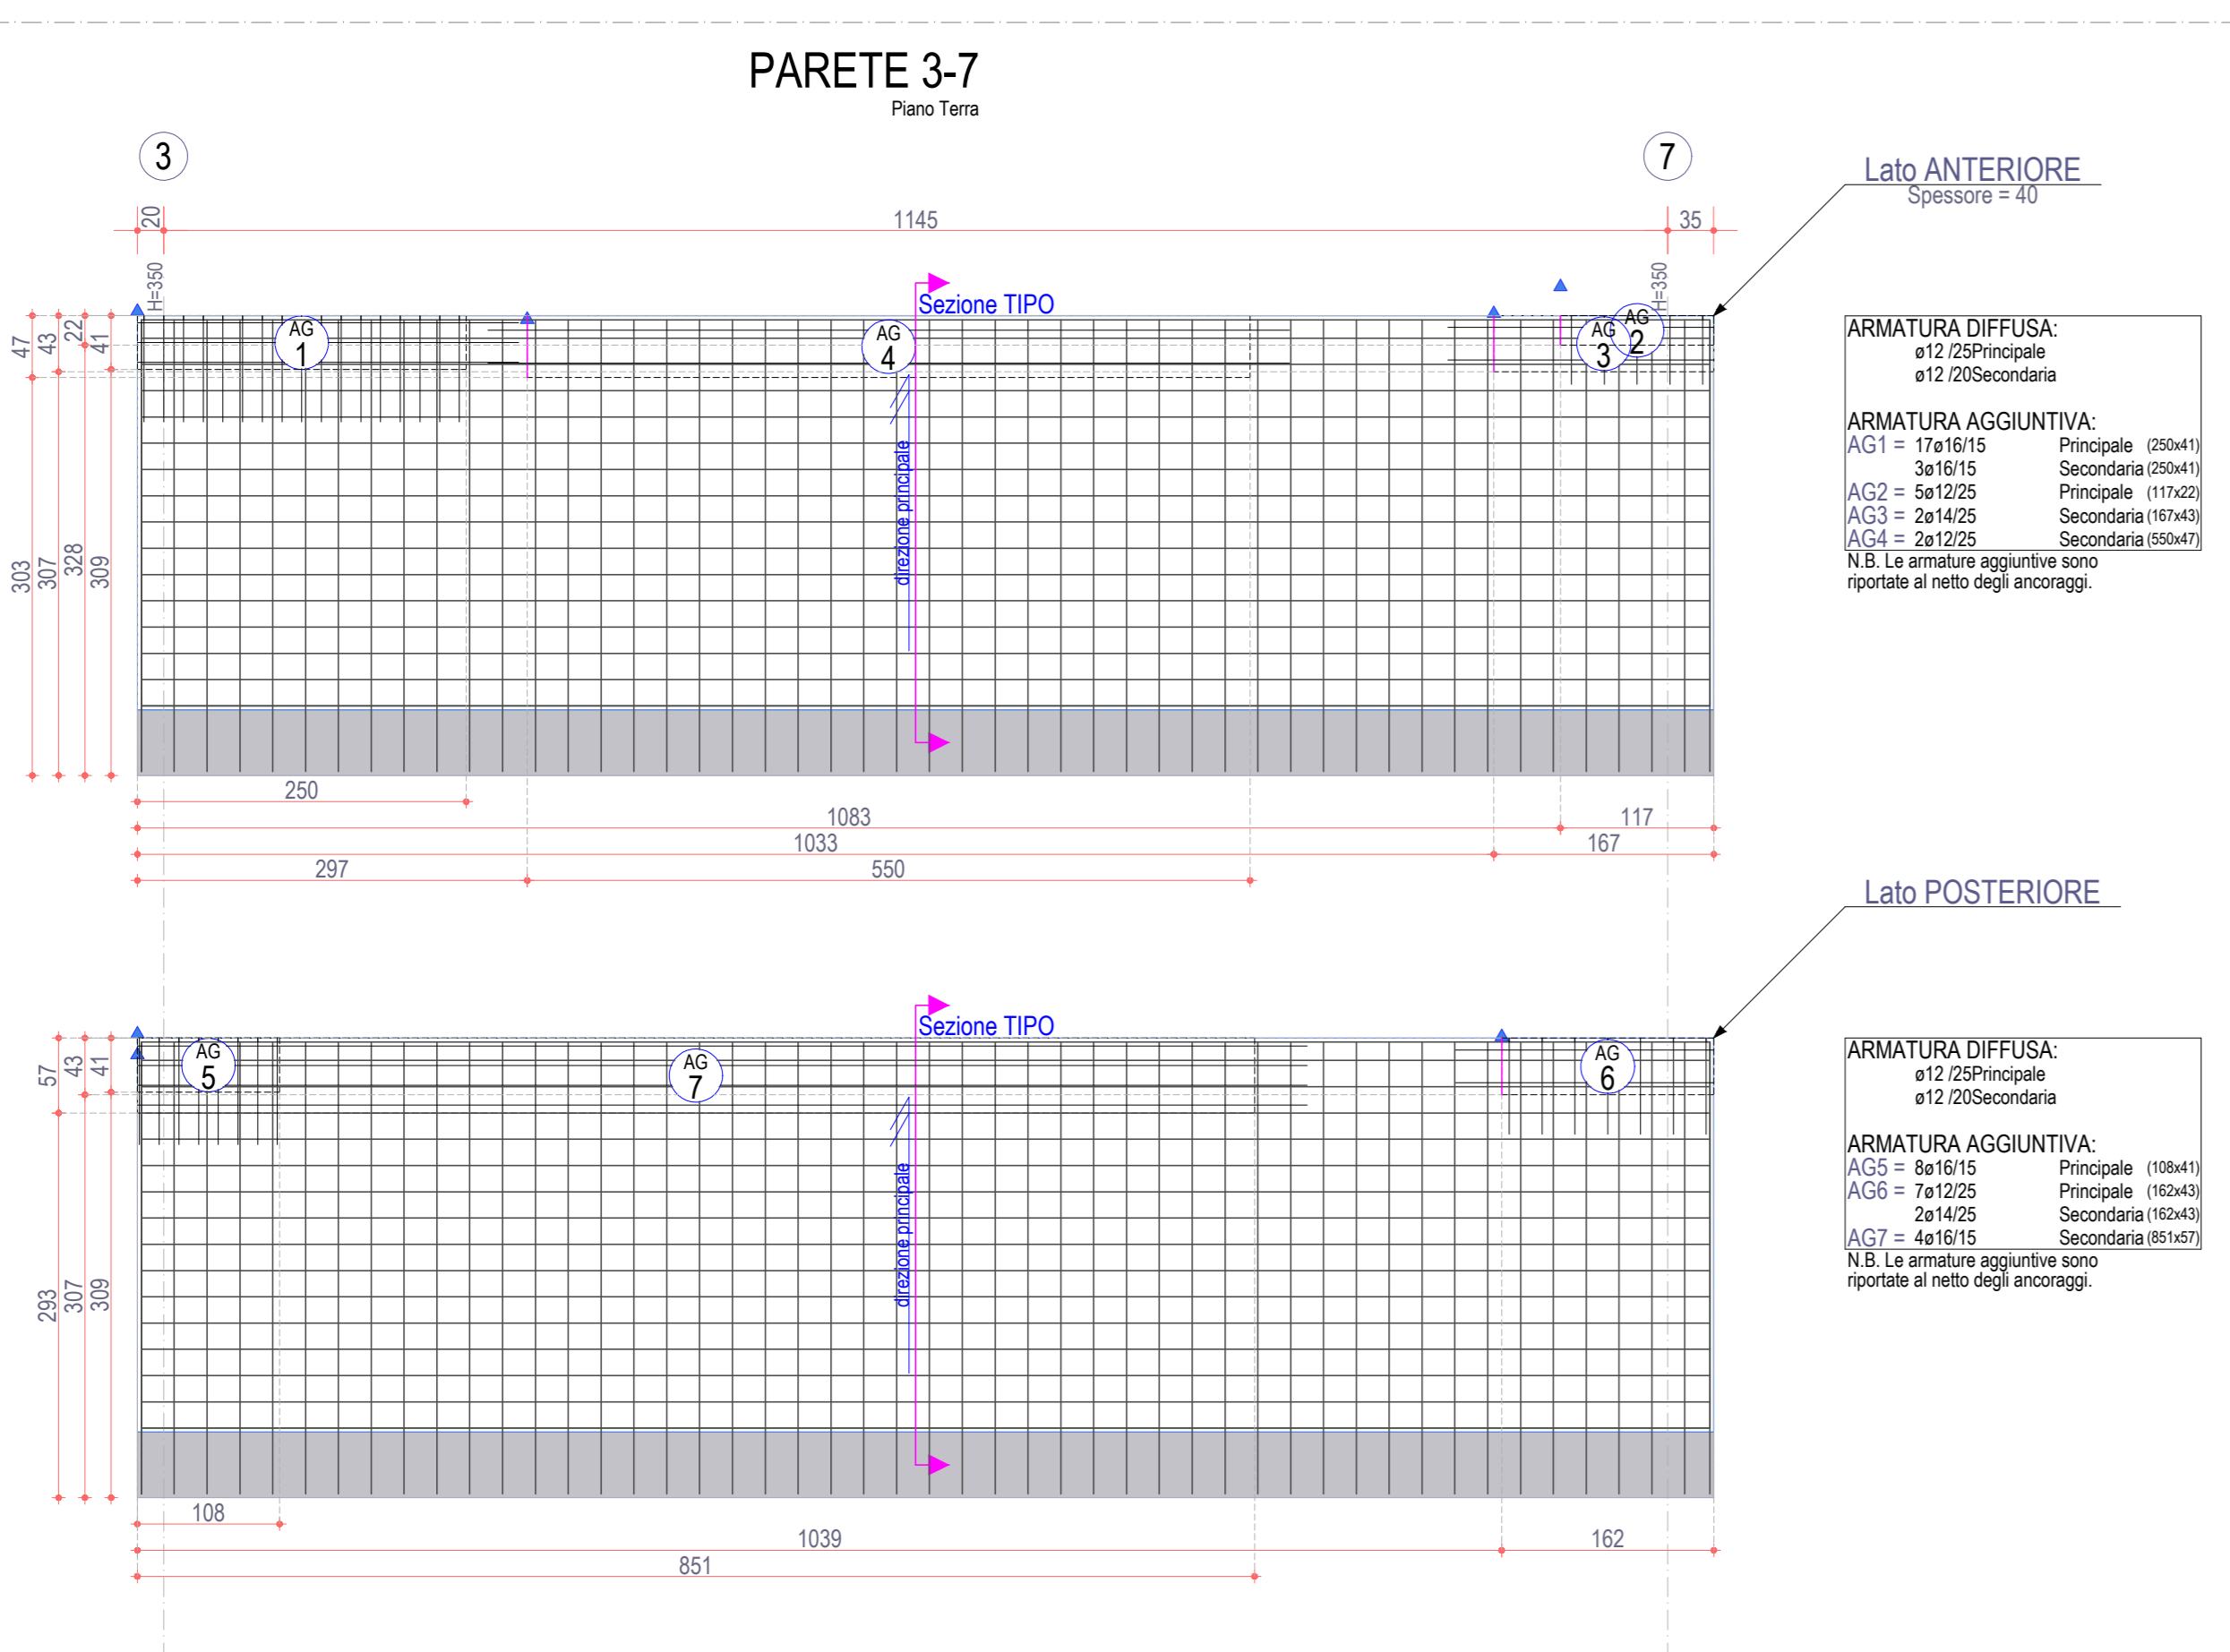 PARETE 3-7
Piano Terra
3
7
Lato ANTERIORE
Spessore = 40
20
1145
35
H=350
H=350
Sezione TIPO
47
43
22
41
AG
1
AG
4
AG
3
AG
2
direzione principale
303
307
328
309
250
1083
117
1033
167
297
550
ARMATURA DIFFUSA:
ø12 /25Principale
ø12 /20Secondaria
ARMATURA AGGIUNTIVA:
AG1 = 17ø16/15 Principale (250x41)
3ø16/15 Secondaria (250x41)
AG2 = 5ø12/25 Principale (117x22)
AG3 = 2ø14/25 Secondaria (167x43)
AG4 = 2ø12/25 Secondaria (550x47)
N.B. Le armature aggiuntive sono
riportate al netto degli ancoraggi.
Lato POSTERIORE
Sezione TIPO
57
43
41
AG
5
AG
7
AG
6
direzione principale
293
307
309
108
1039
162
851
ARMATURA DIFFUSA:
ø12 /25Principale
ø12 /20Secondaria
ARMATURA AGGIUNTIVA:
AG5 = 8ø16/15 Principale (108x41)
AG6 = 7ø12/25 Principale (162x43)
2ø14/25 Secondaria (162x43)
AG7 = 4ø16/15 Secondaria (851x57)
N.B. Le armature aggiuntive sono
riportate al netto degli ancoraggi.